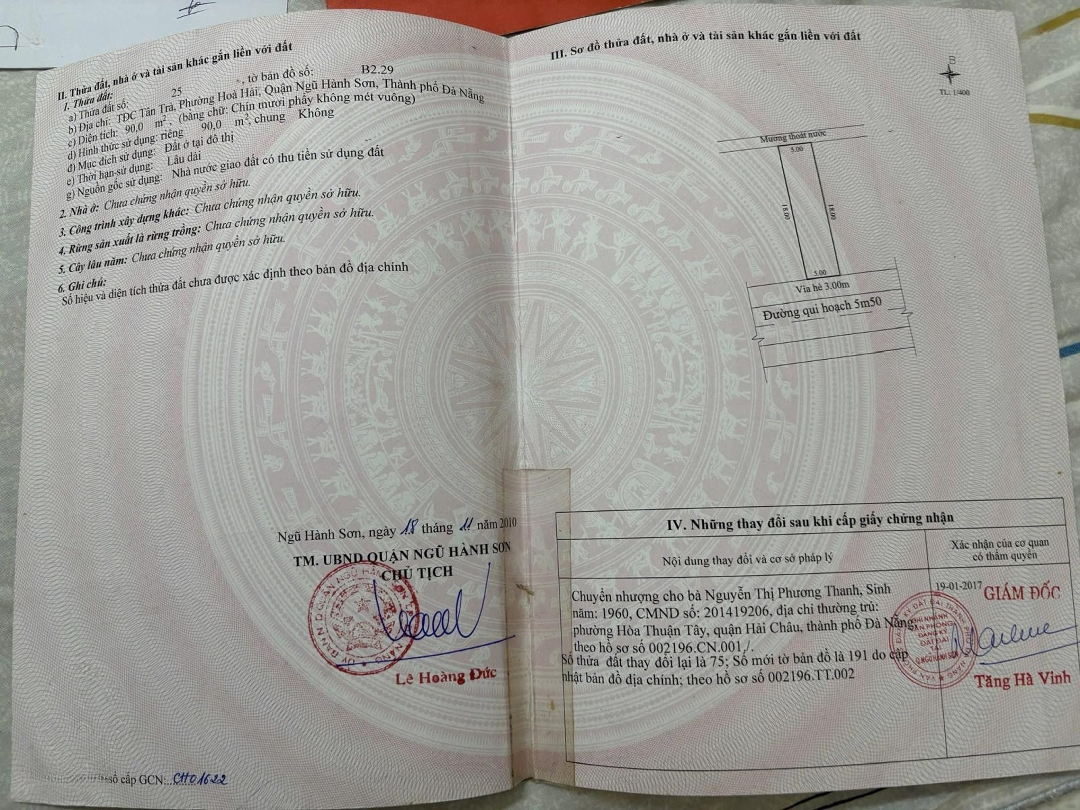 II. Thửa đất, nhà ở và tài sản khác gắn liền với đất
1. Thửa đất:
a) Thửa đất số: 25 , tờ bản đồ số: B2.29
b) Địa chỉ: TĐC Tân Trà, Phường Hoà Hải, Quận Ngũ Hành Sơn, Thành phố Đà Nẵng
c) Diện tích: 90,0 m², (bằng chữ: Chín mươi phẩy không mét vuông)
d) Hình thức sử dụng: riêng 90,0 m², chung Không
đ) Mục đích sử dụng: Đất ở tại đô thị
e) Thời hạn sử dụng: Lâu dài
g) Nguồn gốc sử dụng: Nhà nước giao đất có thu tiền sử dụng đất
2. Nhà ở: Chưa chứng nhận quyền sở hữu.
3. Công trình xây dựng khác: Chưa chứng nhận quyền sở hữu.
4. Rừng sản xuất là rừng trồng: Chưa chứng nhận quyền sở hữu.
5. Cây lâu năm: Chưa chứng nhận quyền sở hữu.
6. Ghi chú:
Số hiệu và diện tích thửa đất chưa được xác định theo bản đồ địa chính
Ngũ Hành Sơn, ngày 18 tháng 11 năm 2010
TM. UBND QUẬN NGŨ HÀNH SƠN
CHỦ TỊCH
Lê Hoàng Đức
số cấp GCN: CH01622
III. Sơ đồ thửa đất, nhà ở và tài sản khác gắn liền với đất
B
TL: 1/400
Mương thoát nước
5.00
18.00
18.00
5.00
Vỉa hè 3.00m
Đường qui hoạch 5m50
IV. Những thay đổi sau khi cấp giấy chứng nhận
Nội dung thay đổi và cơ sở pháp lý
Xác nhận của cơ quan
có thẩm quyền
Chuyển nhượng cho bà Nguyễn Thị Phương Thanh, Sinh
năm: 1960, CMND số: 201419206, địa chỉ thường trú:
phường Hòa Thuận Tây, quận Hải Châu, thành phố Đà Nẵng
theo hồ sơ số 002196.CN.001./.
Số thửa đất thay đổi lại là 75; Số mới tờ bản đồ là 191 do cập
nhật bản đồ địa chính; theo hồ sơ số 002196.TT.002
19-01-2017
GIÁM ĐỐC
Tăng Hà Vinh